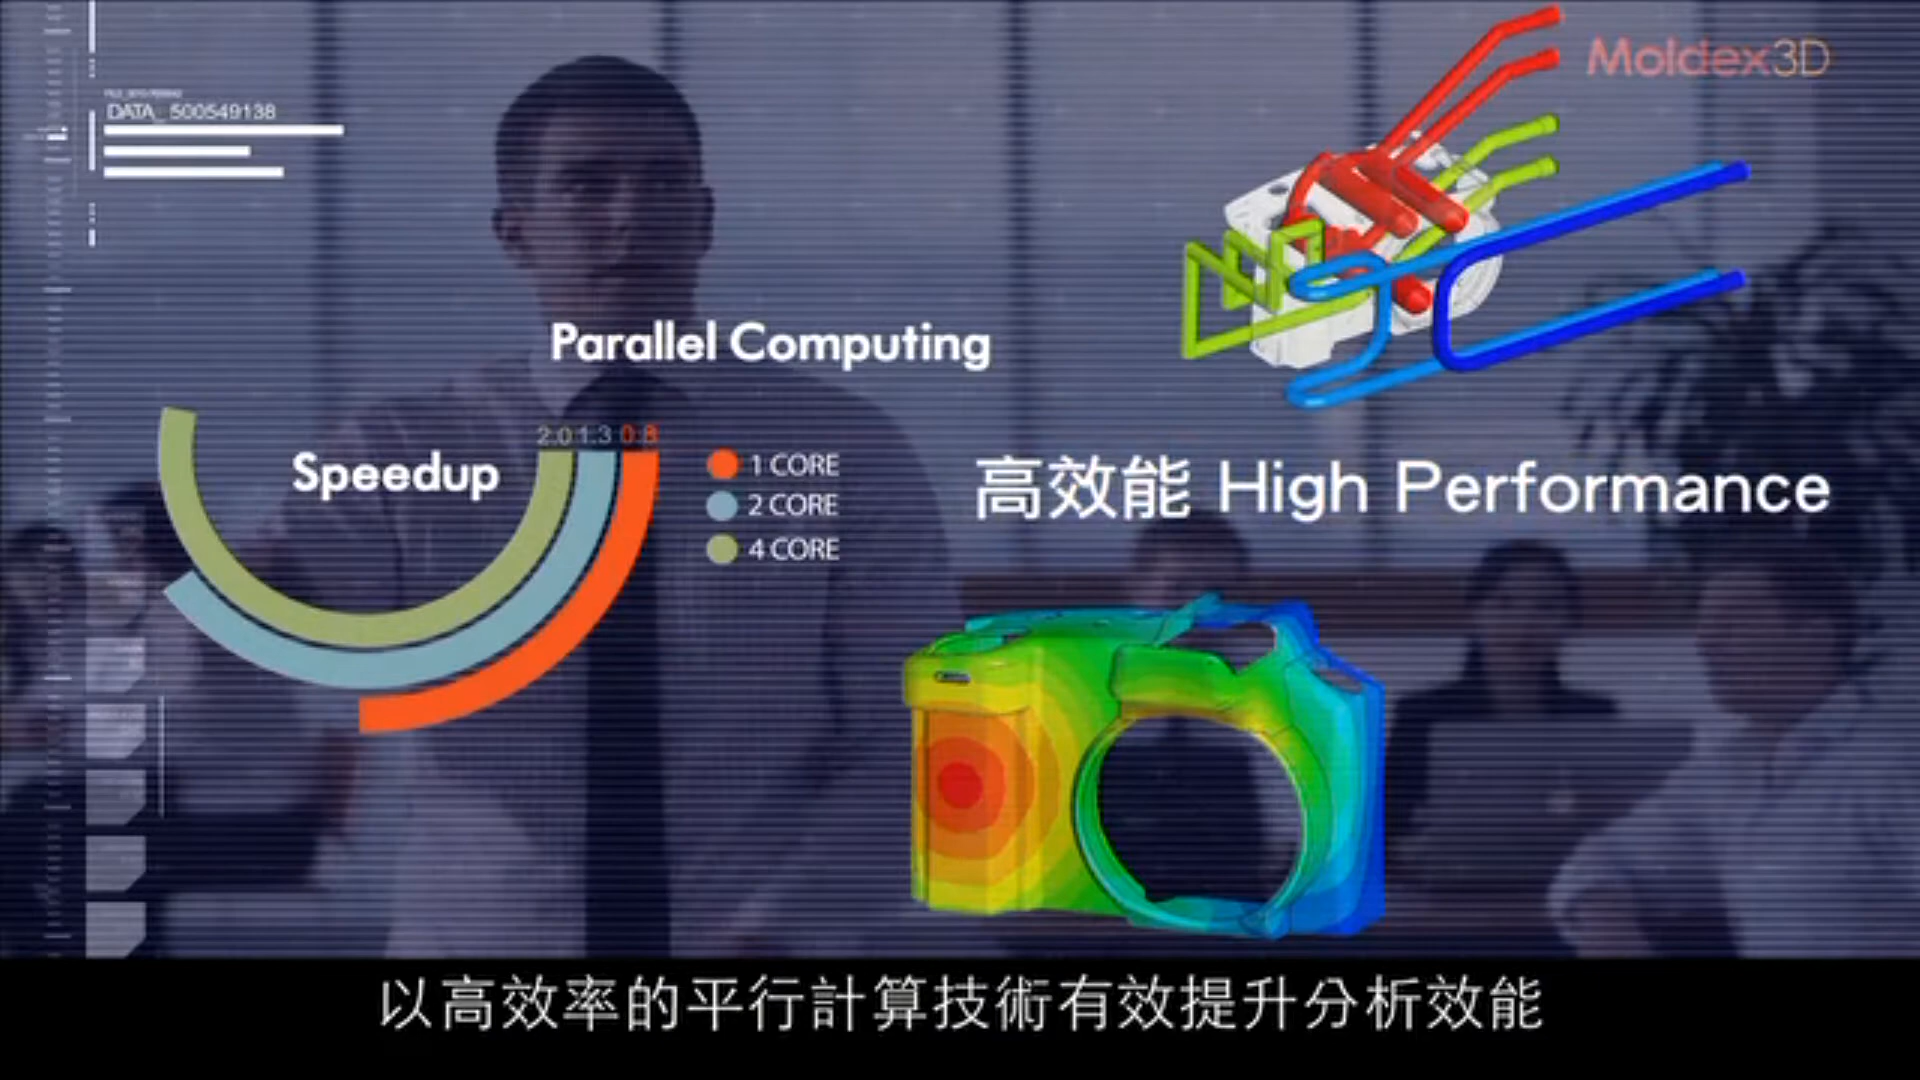 Moldex3D
DATA_ 500549138
Parallel Computing
2.0 1.3 0.8
Speedup
1 CORE
2 CORE
4 CORE
高效能 High Performance
以高效率的平行計算技術有效提升分析效能